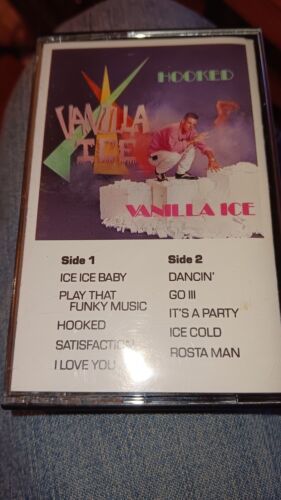 HOOKED
VANILLA
ICE
VANILLA ICE
Side 1
ICE ICE BABY
PLAY THAT
FUNKY MUSIC
HOOKED
SATISFACTION
I LOVE YOU
Side 2
DANCIN'
GO III
IT'S A PARTY
ICE COLD
ROSTA MAN